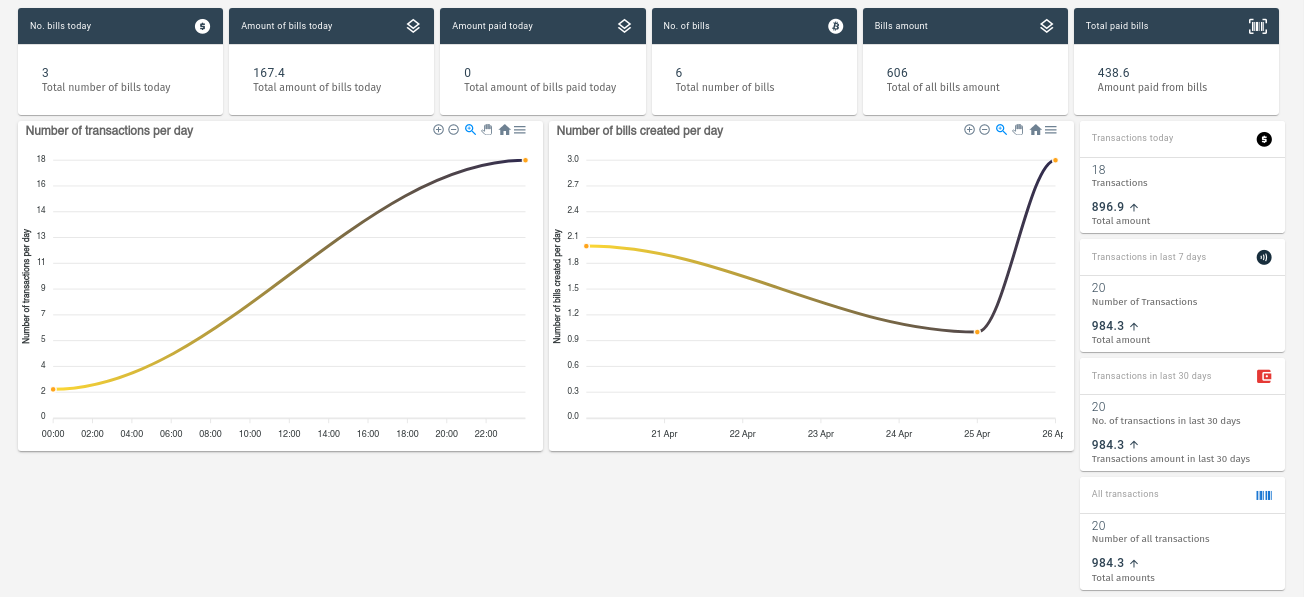 No. bills today
3
Total number of bills today
Amount of bills today
167.4
Total amount of bills today
Amount paid today
0
Total amount of bills paid today
No. of bills
6
Total number of bills
Bills amount
606
Total of all bills amount
Total paid bills
438.6
Amount paid from bills
Number of transactions per day
Number of transactions per day
18
16
14
13
11
9
7
5
4
2
0
00:00 02:00 04:00 06:00 08:00 10:00 12:00 14:00 16:00 18:00 20:00 22:00
Number of bills created per day
Number of bills created per day
3.0
2.7
2.4
2.1
1.8
1.5
1.2
0.9
0.6
0.3
0.0
21 Apr 22 Apr 23 Apr 24 Apr 25 Apr 26 Ap
Transactions today
18
Transactions
896.9
Total amount
Transactions in last 7 days
20
Number of Transactions
984.3
Total amount
Transactions in last 30 days
20
No. of transactions in last 30 days
984.3
Transactions amount in last 30 days
All transactions
20
Number of all transactions
984.3
Total amounts